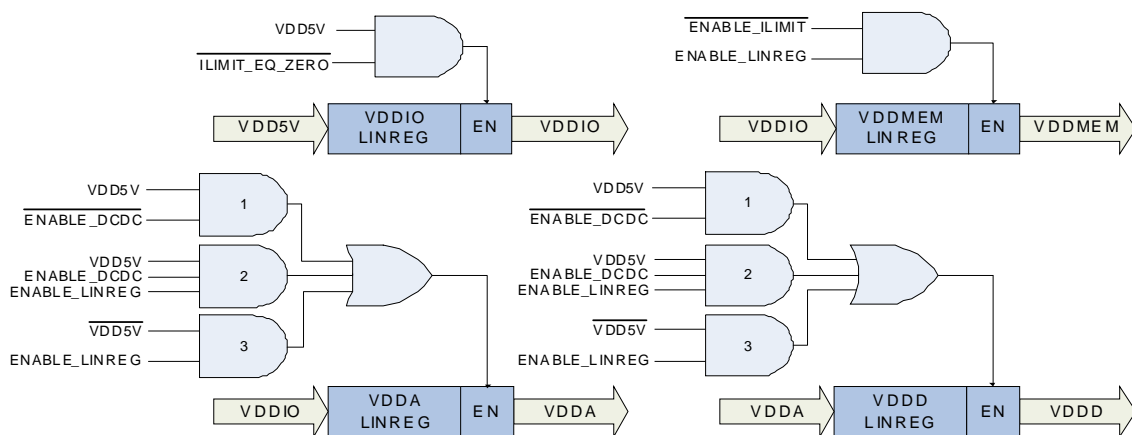 VDD5V
ILIMIT_EQ_ZERO
VDD5V
VDDIO
LINREG
EN
VDDIO
ENABLE_ILIMIT
ENABLE_LINREG
VDDIO
VDDMEM
LINREG
EN
VDDMEM
VDD5V
ENABLE_DCDC
1
VDD5V
ENABLE_DCDC
ENABLE_LINREG
2
VDD5V
ENABLE_LINREG
3
VDDIO
VDDA
LINREG
EN
VDDA
VDD5V
ENABLE_DCDC
1
VDD5V
ENABLE_DCDC
ENABLE_LINREG
2
VDD5V
ENABLE_LINREG
3
VDDA
VDDD
LINREG
EN
VDDD